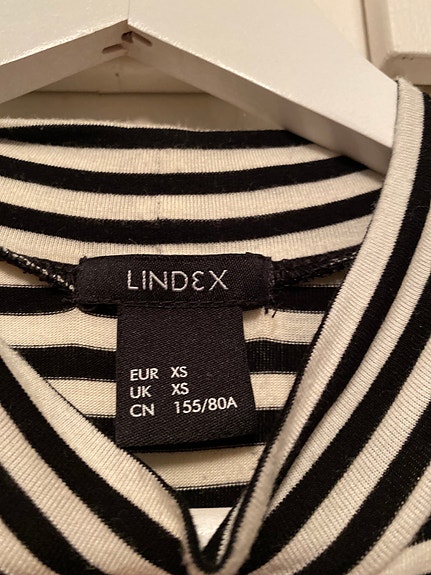 LINDEX
EUR XS
UK XS
CN 155/80A